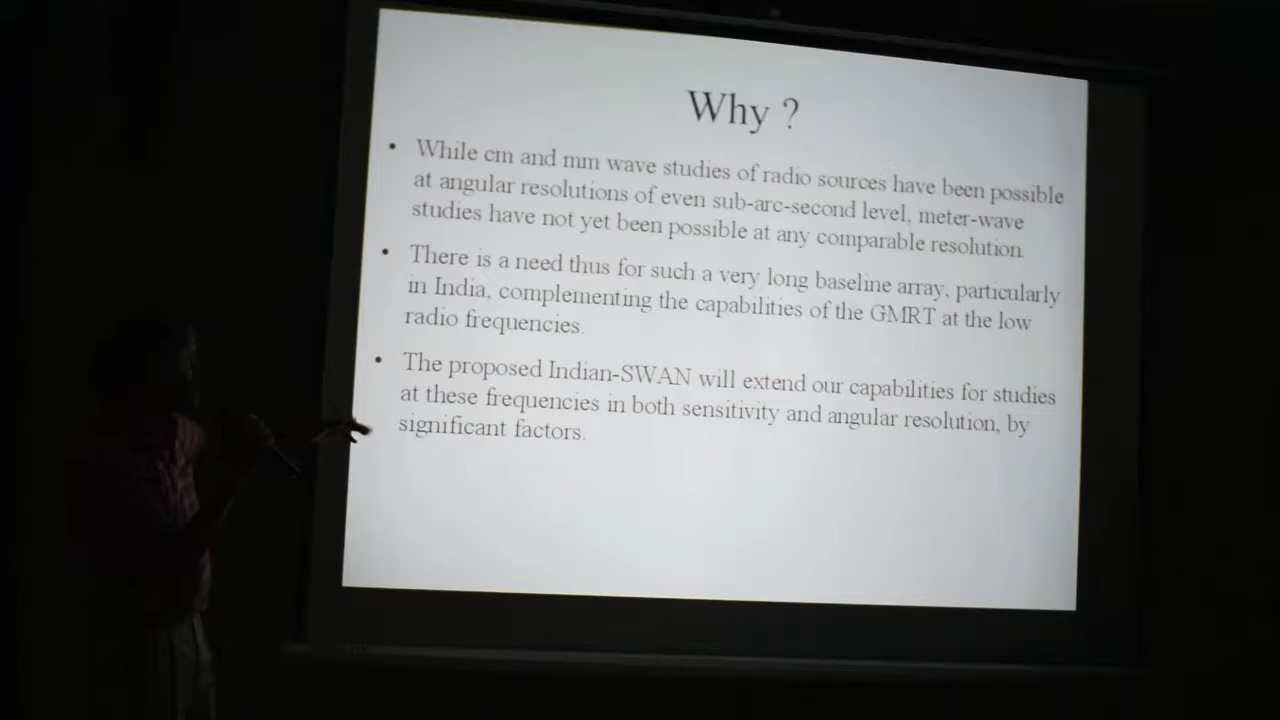 Why ?
• While cm and mm wave studies of radio sources have been possible
at angular resolutions of even sub-arc-second level, meter-wave
studies have not yet been possible at any comparable resolution.
• There is a need thus for such a very long baseline array, particularly
in India, complementing the capabilities of the GMRT at the low
radio frequencies.
• The proposed Indian-SWAN will extend our capabilities for studies
at these frequencies in both sensitivity and angular resolution, by
significant factors.